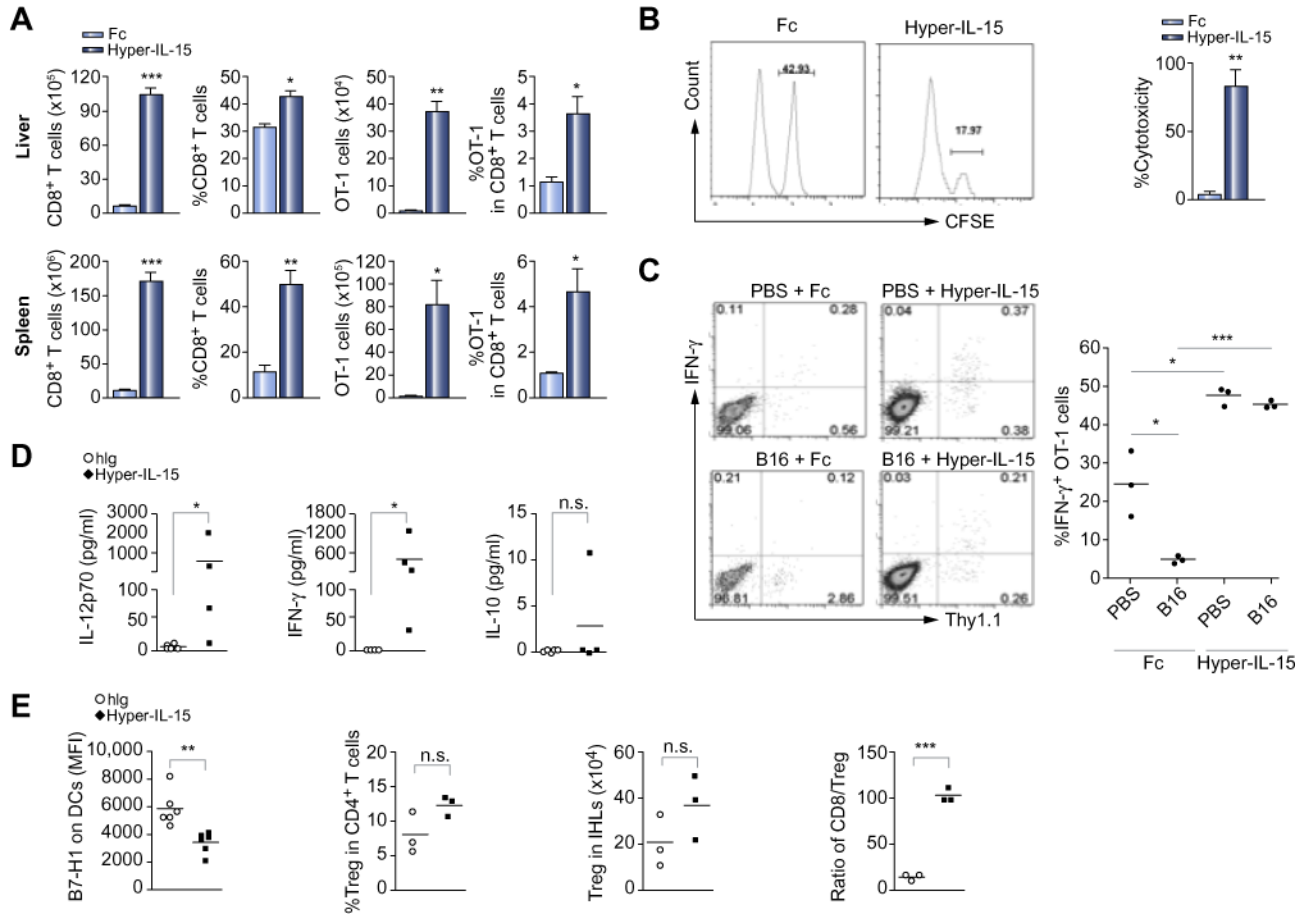 A
Fc
Hyper-IL-15
Liver
CD8+ T cells (x10⁵)
120
100
80
60
40
20
0
***
%CD8+ T cells
50
40
30
20
10
0
*
OT-1 cells (x10⁴)
50
40
30
20
10
0
**
%OT-1
in CD8+ T cells
5
4
3
2
1
0
*
Spleen
CD8+ T cells (x10⁶)
200
150
100
50
0
***
%CD8+ T cells
60
40
20
0
**
OT-1 cells (x10⁵)
120
100
80
60
40
20
0
*
%OT-1
in CD8+ T cells
6
4
2
0
*
B
Fc
Hyper-IL-15
Count
42.93
17.97
CFSE
Fc
Hyper-IL-15
%Cytotoxicity
100
50
0
**
C
PBS + Fc
PBS + Hyper-IL-15
0.11
0.28
0.04
0.37
99.06
0.56
99.21
0.38
B16 + Fc
B16 + Hyper-IL-15
0.21
0.12
0.03
0.21
96.81
2.86
99.51
0.26
IFN-γ
Thy1.1
%IFN-γ+ OT-1 cells
60
50
40
30
20
10
0
*
*
***
PBS
B16
PBS
B16
Fc
Hyper-IL-15
D
hIg
Hyper-IL-15
IL-12p70 (pg/ml)
3000
2000
1000
100
50
0
*
IFN-γ (pg/ml)
1800
1200
600
100
50
0
*
IL-10 (pg/ml)
15
10
5
0
n.s.
E
hIg
Hyper-IL-15
B7-H1 on DCs (MFI)
10,000
8000
6000
4000
2000
0
**
%Treg in CD4+ T cells
20
15
10
5
0
n.s.
Treg in IHLs (x10⁴)
60
40
20
0
n.s.
Ratio of CD8/Treg
150
100
50
0
***